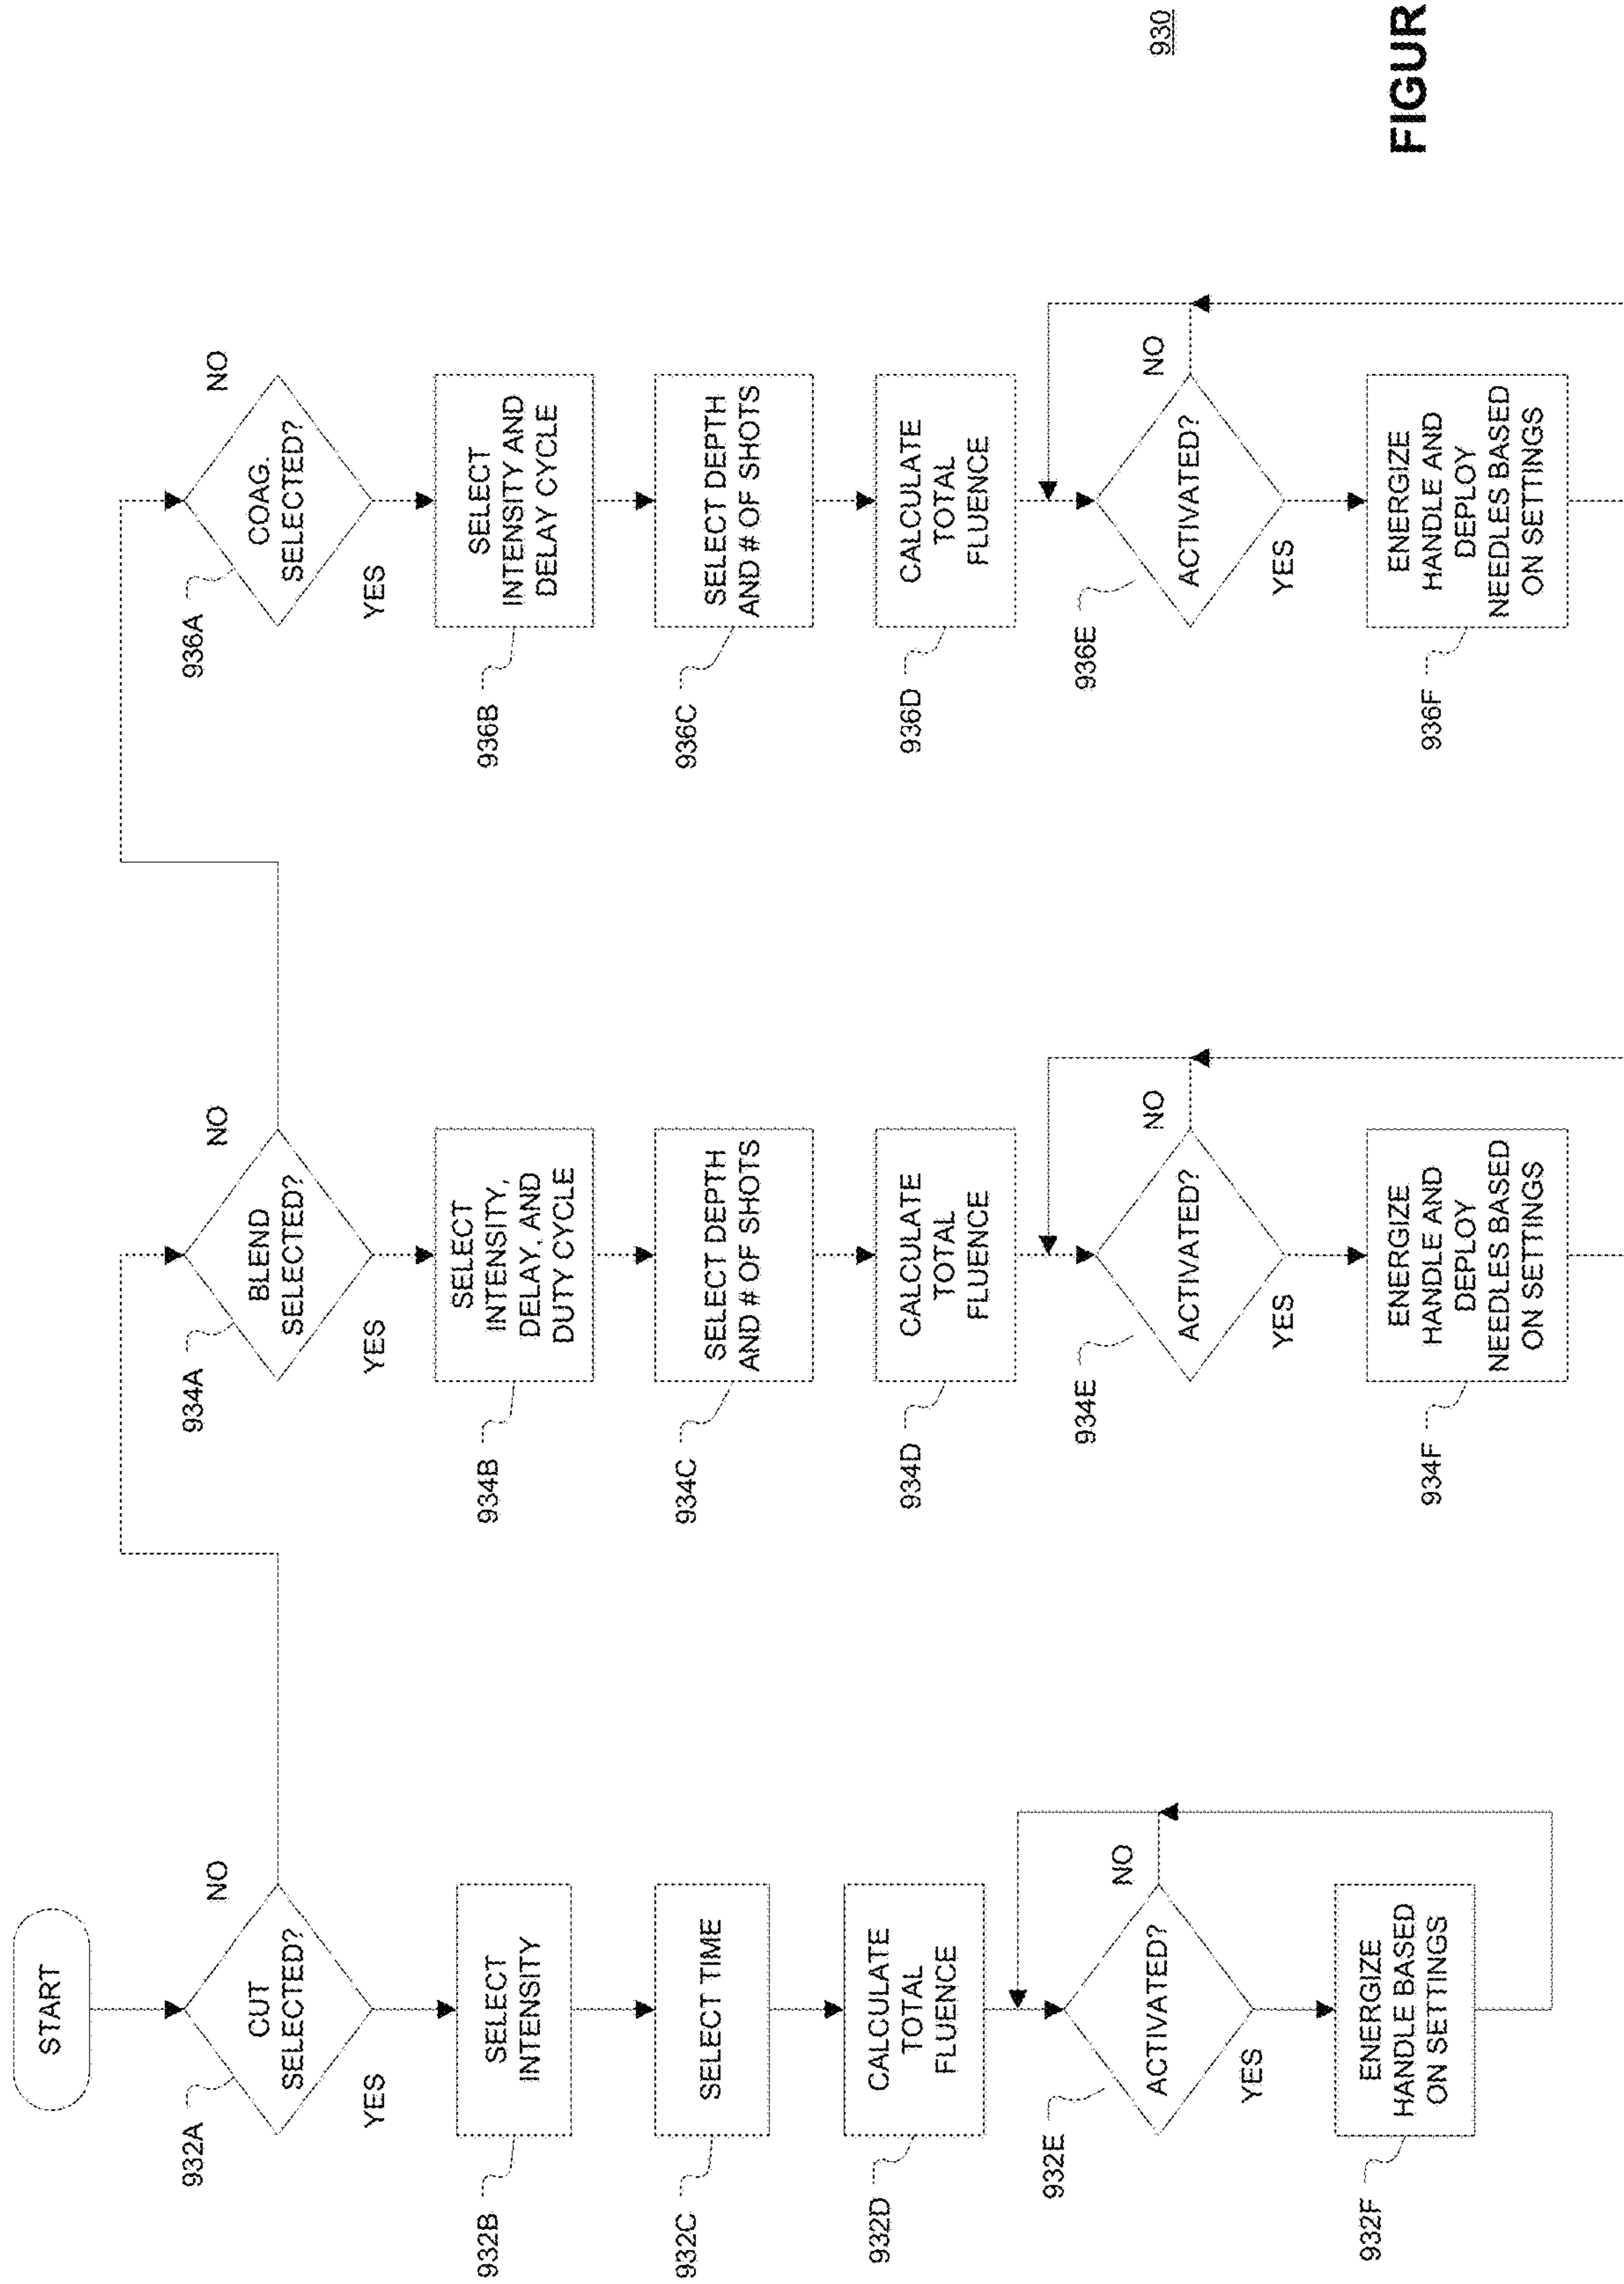 START
932A
CUT
SELECTED?
NO
YES
932B
SELECT
INTENSITY
932C
SELECT TIME
932D
CALCULATE
TOTAL
FLUENCE
932E
ACTIVATED?
NO
YES
932F
ENERGIZE
HANDLE BASED
ON SETTINGS
934A
BLEND
SELECTED?
NO
YES
934B
SELECT
INTENSITY,
DELAY, AND
DUTY CYCLE
934C
SELECT DEPTH
AND # OF SHOTS
934D
CALCULATE
TOTAL
FLUENCE
934E
ACTIVATED?
NO
YES
934F
ENERGIZE
HANDLE AND
DEPLOY
NEEDLES BASED
ON SETTINGS
936A
COAG.
SELECTED?
NO
YES
936B
SELECT
INTENSITY AND
DELAY CYCLE
936C
SELECT DEPTH
AND # OF SHOTS
936D
CALCULATE
TOTAL
FLUENCE
936E
ACTIVATED?
NO
YES
936F
ENERGIZE
HANDLE AND
DEPLOY
NEEDLES BASED
ON SETTINGS
930
FIGUR